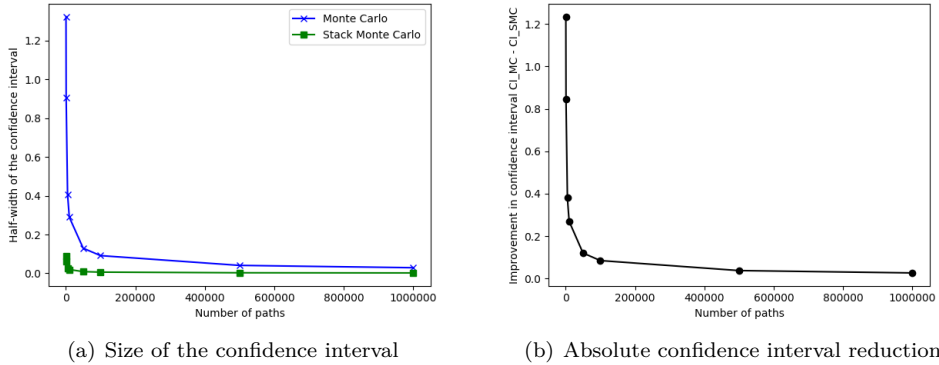 Monte Carlo
Stack Monte Carlo
Half-width of the confidence interval
1.2
1.0
0.8
0.6
0.4
0.2
0.0
0 200000 400000 600000 800000 1000000
Number of paths
(a) Size of the confidence interval
Improvement in confidence interval CI_MC - CI_SMC
1.2
1.0
0.8
0.6
0.4
0.2
0.0
0 200000 400000 600000 800000 1000000
Number of paths
(b) Absolute confidence interval reduction